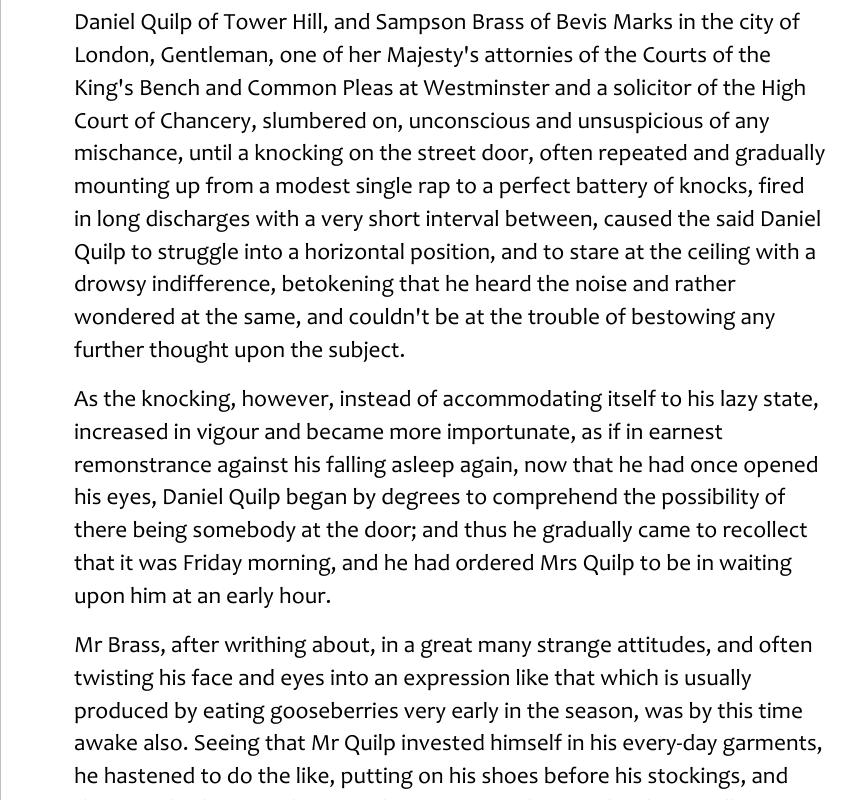 Daniel Quilp of Tower Hill, and Sampson Brass of Bevis Marks in the city of
London, Gentleman, one of her Majesty's attornies of the Courts of the
King's Bench and Common Pleas at Westminster and a solicitor of the High
Court of Chancery, slumbered on, unconscious and unsuspicious of any
mischance, until a knocking on the street door, often repeated and gradually
mounting up from a modest single rap to a perfect battery of knocks, fired
in long discharges with a very short interval between, caused the said Daniel
Quilp to struggle into a horizontal position, and to stare at the ceiling with a
drowsy indifference, betokening that he heard the noise and rather
wondered at the same, and couldn't be at the trouble of bestowing any
further thought upon the subject.
As the knocking, however, instead of accommodating itself to his lazy state,
increased in vigour and became more importunate, as if in earnest
remonstrance against his falling asleep again, now that he had once opened
his eyes, Daniel Quilp began by degrees to comprehend the possibility of
there being somebody at the door; and thus he gradually came to recollect
that it was Friday morning, and he had ordered Mrs Quilp to be in waiting
upon him at an early hour.
Mr Brass, after writhing about, in a great many strange attitudes, and often
twisting his face and eyes into an expression like that which is usually
produced by eating gooseberries very early in the season, was by this time
awake also. Seeing that Mr Quilp invested himself in his every-day garments,
he hastened to do the like, putting on his shoes before his stockings, and